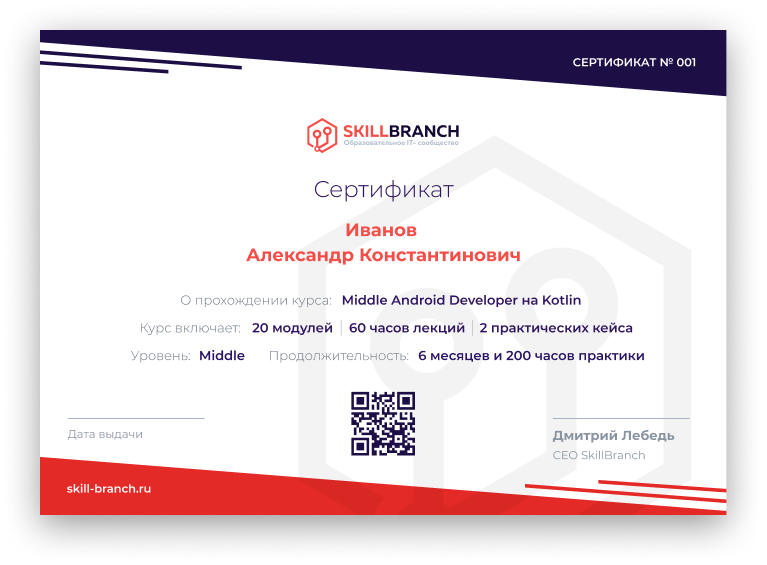 СЕРТИФИКАТ № 001
SKILLBRANCH
Образовательное IT- сообщество
Сертификат
Иванов
Александр Константинович
О прохождении курса: Middle Android Developer на Kotlin
Курс включает: 20 модулей | 60 часов лекций | 2 практических кейса
Уровень: Middle Продолжительность: 6 месяцев и 200 часов практики
Дата выдачи
Дмитрий Лебедь
CEO SkillBranch
skill-branch.ru